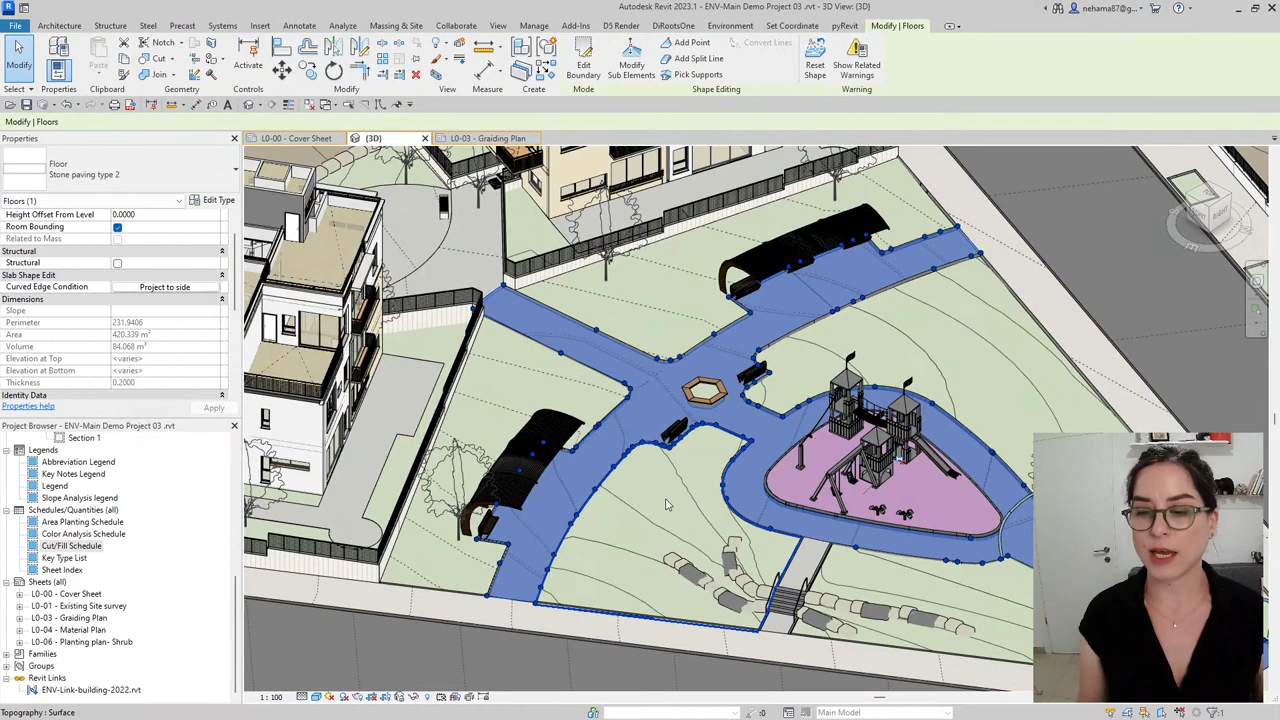 Autodesk Revit 2023.1 - ENV-Main Demo Project 03.rvt - 3D View: {3D}
nehama87@g...
File Architecture Structure Steel Precast Systems Insert Annotate Analyze Massing & Site Collaborate View Manage Add-Ins D5 Render DiRootsOne Environment Set Coordinate pyRevit Modify | Floors
Modify Paste Notch Cut Join Activate Edit Boundary Modify Sub Elements Add Point Add Split Line Pick Supports Convert Lines Reset Shape Show Related Warnings
Select Properties Clipboard Geometry Controls Modify View Measure Create Mode Shape Editing Warning
Modify | Floors
Properties
L0-00 - Cover Sheet {3D} L0-03 - Graiding Plan
Floor
Stone paving type 2
Floors (1) Edit Type
Height Offset From Level 0.0000
Room Bounding
Related to Mass
Structural
Structural
Slab Shape Edit
Curved Edge Condition Project to side
Dimensions
Slope
Perimeter 231.9406
Area 420.339 m²
Volume 84.068 m³
Elevation at Top <varies>
Elevation at Bottom <varies>
Thickness 0.2000
Identity Data
Properties help Apply
Project Browser - ENV-Main Demo Project 03.rvt
Section 1
Legends
Abbreviation Legend
Key Notes Legend
Legend
Slope Analysis legend
Schedules/Quantities (all)
Area Planting Schedule
Color Analysis Schedule
Cut/Fill Schedule
Key Type List
Sheet Index
Sheets (all)
L0-00 - Cover Sheet
L0-01 - Existing Site survey
L0-03 - Graiding Plan
L0-04 - Material Plan
L0-06 - Planting plan- Shrub
Families
Groups
Revit Links
ENV-Link-building-2022.rvt
1 : 100
Topography : Surface
:0
Main Model
:1